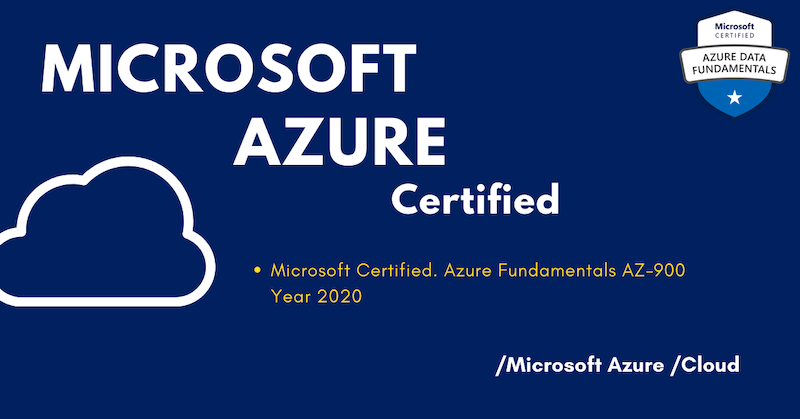 MICROSOFT
AZURE
Certified
Microsoft
CERTIFIED
AZURE DATA
FUNDAMENTALS
• Microsoft Certified. Azure Fundamentals AZ-900
Year 2020
/Microsoft Azure /Cloud